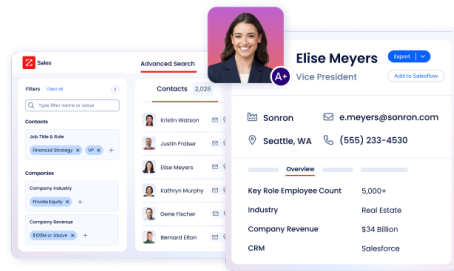 Z Sales
Advanced Search
Filters
Clear all
Type filter name or value
Contacts
Job Title & Role
Financial Strategy ×
VP × +
Companies
Company Industry
Private Equity × +
Company Revenue
$100M or Above × +
Contacts 2,026
Kristin Watson
Justin Fraiser
Elise Meyers
Kathryn Murphy
Gene Fischer
Bernard Elton
A+
Elise Meyers
Vice President
Export
Add to Salesflow
Sonron
e.meyers@sonron.com
Seattle, WA
(555) 233-4530
Overview
Key Role Employee Count 5,000+
Industry Real Estate
Company Revenue $34 Billion
CRM Salesforce